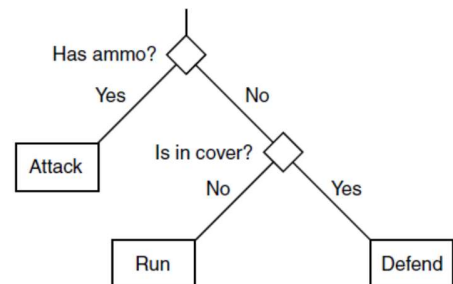 Has ammo?
Yes
No
Attack
Is in cover?
No
Yes
Run
Defend